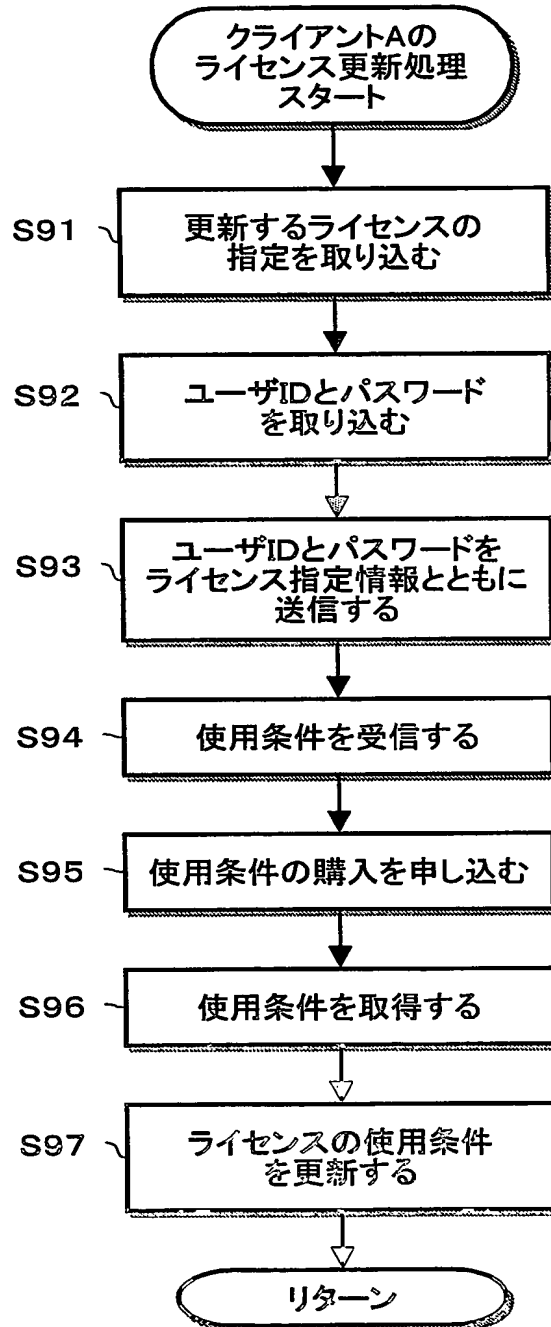 クライアントAの
ライセンス更新処理
スタート
S91
更新するライセンスの
指定を取り込む
S92
ユーザIDとパスワード
を取り込む
S93
ユーザIDとパスワードを
ライセンス指定情報とともに
送信する
S94
使用条件を受信する
S95
使用条件の購入を申し込む
S96
使用条件を取得する
S97
ライセンスの使用条件
を更新する
リターン